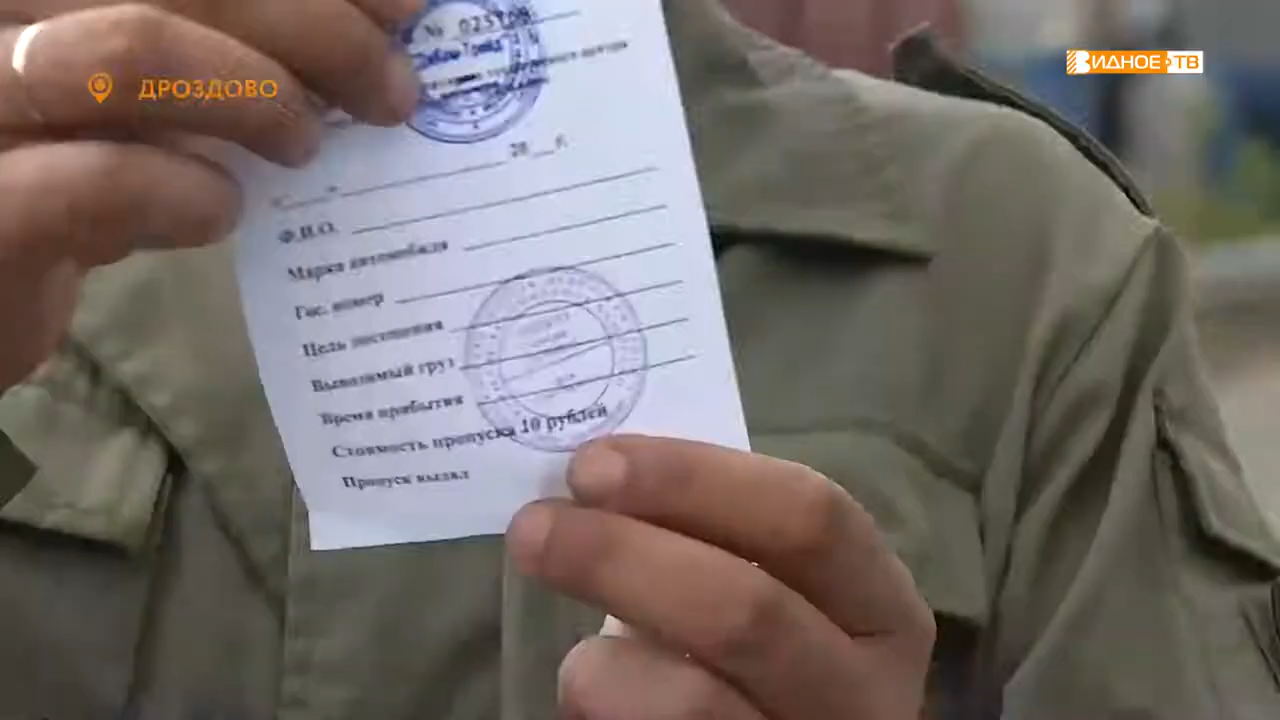 ДРОЗДОВО
ВИДНОЕ ТВ
№
20 г.
Ф.И.О.
Марка автомобиля
Гос. номер
Цель посещения
Вывозимый груз
Время прибытия
Стоимость пропуска 10 рублей
Пропуск выдал